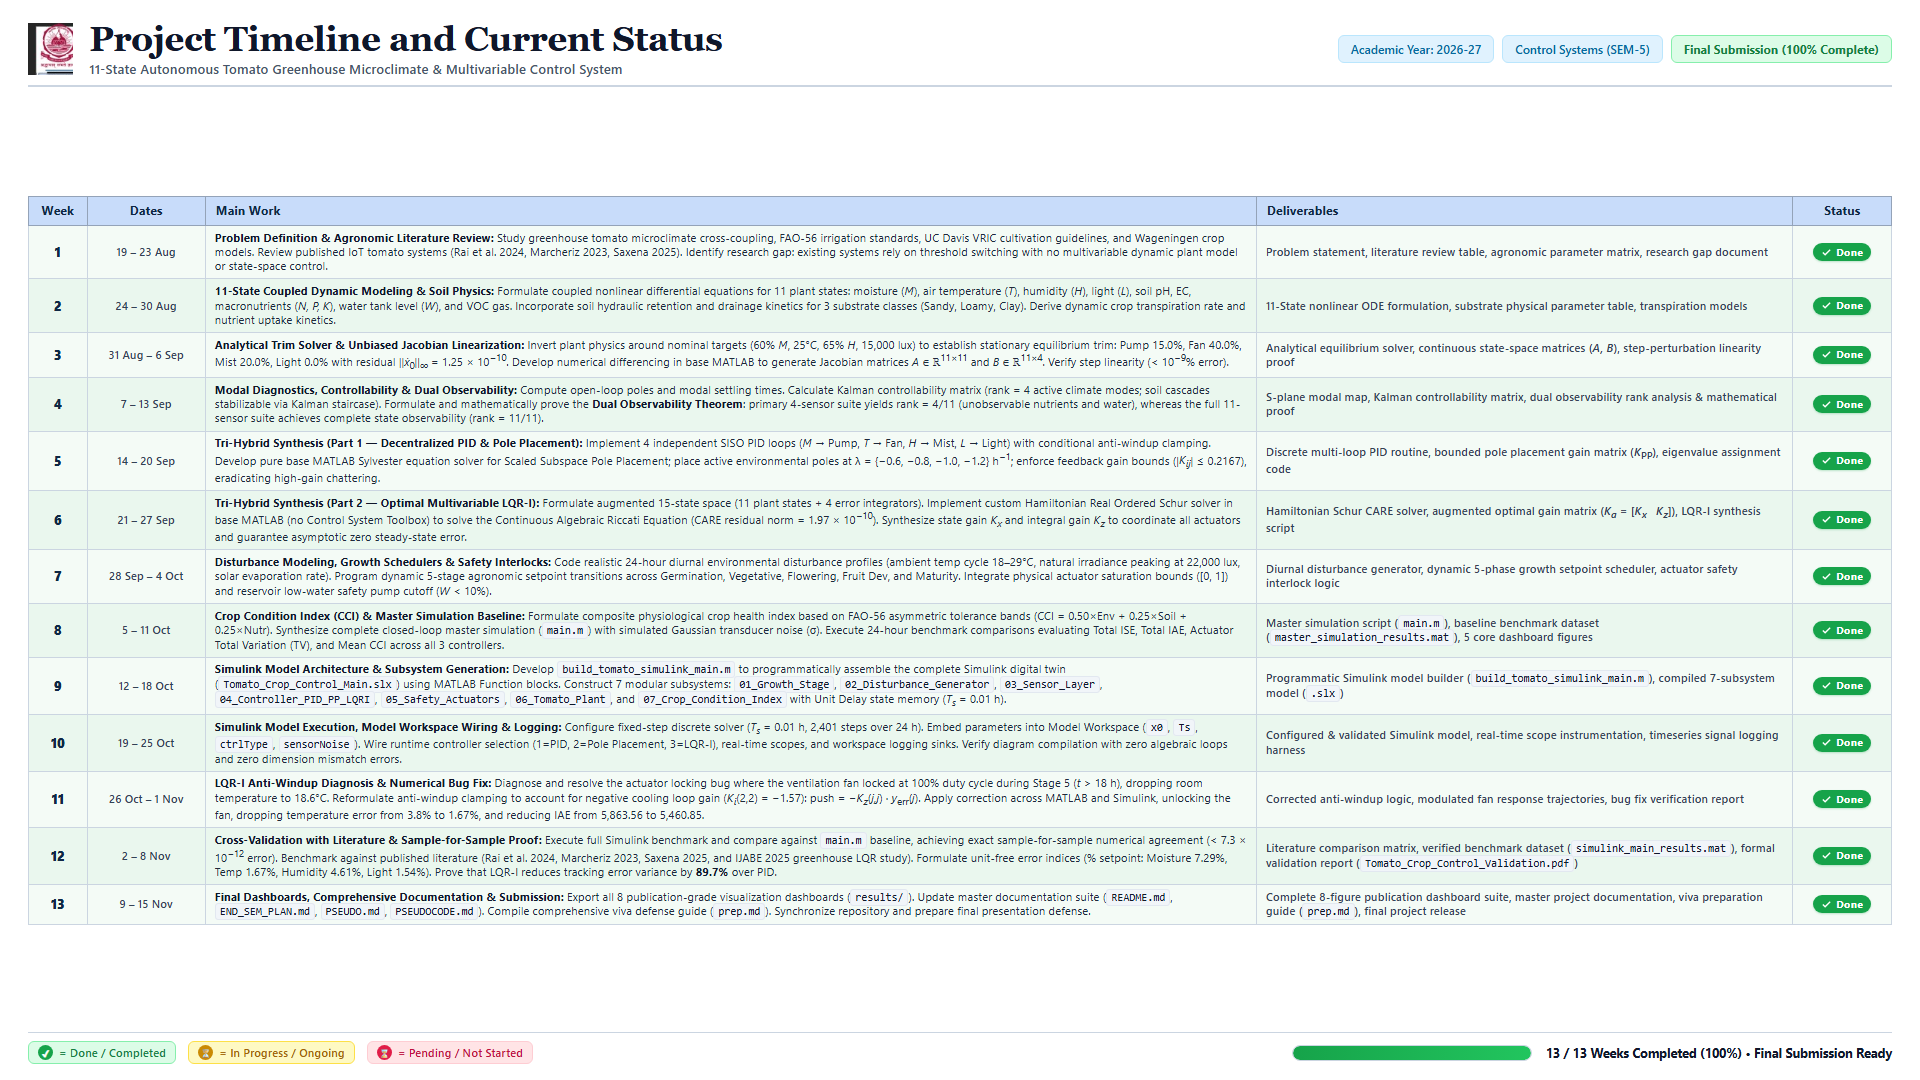 Project Timeline and Current Status
11-State Autonomous Tomato Greenhouse Microclimate & Multivariable Control System
Academic Year: 2026-27
Control Systems (SEM-5)
Final Submission (100% Complete)
Week Dates Main Work Deliverables Status
1
19 – 23 Aug
Problem Definition & Agronomic Literature Review: Study greenhouse tomato microclimate cross-coupling, FAO-56 irrigation standards, UC Davis VRIC cultivation guidelines, and Wageningen crop
models. Review published IoT tomato systems (Rai et al. 2024, Marcheriz 2023, Saxena 2025). Identify research gap: existing systems rely on threshold switching with no multivariable dynamic plant model
or state-space control.
Problem statement, literature review table, agronomic parameter matrix, research gap document
✓ Done
2
24 – 30 Aug
11-State Coupled Dynamic Modeling & Soil Physics: Formulate coupled nonlinear differential equations for 11 plant states: moisture (M), air temperature (T), humidity (H), light (L), soil pH, EC,
macronutrients (N, P, K), water tank level (W), and VOC gas. Incorporate soil hydraulic retention and drainage kinetics for 3 substrate classes (Sandy, Loamy, Clay). Derive dynamic crop transpiration rate and
nutrient uptake kinetics.
11-State nonlinear ODE formulation, substrate physical parameter table, transpiration models
✓ Done
3
31 Aug – 6 Sep
Analytical Trim Solver & Unbiased Jacobian Linearization: Invert plant physics around nominal targets (60% M, 25°C, 65% H, 15,000 lux) to establish stationary equilibrium trim: Pump 15.0%, Fan 40.0%,
Mist 20.0%, Light 0.0% with residual ||ẋ₀||∞ = 1.25 × 10⁻¹⁰. Develop numerical differencing in base MATLAB to generate Jacobian matrices A ∈ ℝ¹¹ˣ¹¹ and B ∈ ℝ¹¹ˣ⁴. Verify step linearity (< 10⁻⁹% error).
Analytical equilibrium solver, continuous state-space matrices (A, B), step-perturbation linearity
proof
✓ Done
4
7 – 13 Sep
Modal Diagnostics, Controllability & Dual Observability: Compute open-loop poles and modal settling times. Calculate Kalman controllability matrix (rank = 4 active climate modes; soil cascades
stabilizable via Kalman staircase). Formulate and mathematically prove the Dual Observability Theorem: primary 4-sensor suite yields rank = 4/11 (unobservable nutrients and water), whereas the full 11-
sensor suite achieves complete state observability (rank = 11/11).
S-plane modal map, Kalman controllability matrix, dual observability rank analysis & mathematical
proof
✓ Done
5
14 – 20 Sep
Tri-Hybrid Synthesis (Part 1 — Decentralized PID & Pole Placement): Implement 4 independent SISO PID loops (M → Pump, T → Fan, H → Mist, L → Light) with conditional anti-windup clamping.
Develop pure base MATLAB Sylvester equation solver for Scaled Subspace Pole Placement; place active environmental poles at λ = {−0.6, −0.8, −1.0, −1.2} h⁻¹; enforce feedback gain bounds (|Kij| ≤ 0.2167),
eradicating high-gain chattering.
Discrete multi-loop PID routine, bounded pole placement gain matrix (KPP), eigenvalue assignment
code
✓ Done
6
21 – 27 Sep
Tri-Hybrid Synthesis (Part 2 — Optimal Multivariable LQR-I): Formulate augmented 15-state space (11 plant states + 4 error integrators). Implement custom Hamiltonian Real Ordered Schur solver in
base MATLAB (no Control System Toolbox) to solve the Continuous Algebraic Riccati Equation (CARE residual norm = 1.97 × 10⁻¹⁰). Synthesize state gain Kx and integral gain Kz to coordinate all actuators
and guarantee asymptotic zero steady-state error.
Hamiltonian Schur CARE solver, augmented optimal gain matrix (Ka = [Kx Kz]), LQR-I synthesis
script
✓ Done
7
28 Sep – 4 Oct
Disturbance Modeling, Growth Schedulers & Safety Interlocks: Code realistic 24-hour diurnal environmental disturbance profiles (ambient temp cycle 18–29°C, natural irradiance peaking at 22,000 lux,
solar evaporation rate). Program dynamic 5-stage agronomic setpoint transitions across Germination, Vegetative, Flowering, Fruit Dev, and Maturity. Integrate physical actuator saturation bounds ([0, 1])
and reservoir low-water safety pump cutoff (W < 10%).
Diurnal disturbance generator, dynamic 5-phase growth setpoint scheduler, actuator safety
interlock logic
✓ Done
8
5 – 11 Oct
Crop Condition Index (CCI) & Master Simulation Baseline: Formulate composite physiological crop health index based on FAO-56 asymmetric tolerance bands (CCI = 0.50×Env + 0.25×Soil +
0.25×Nutr). Synthesize complete closed-loop master simulation ( main.m ) with simulated Gaussian transducer noise (σ). Execute 24-hour benchmark comparisons evaluating Total ISE, Total IAE, Actuator
Total Variation (TV), and Mean CCI across all 3 controllers.
Master simulation script ( main.m ), baseline benchmark dataset
( master_simulation_results.mat ), 5 core dashboard figures
✓ Done
9
12 – 18 Oct
Simulink Model Architecture & Subsystem Generation: Develop build_tomato_simulink_main.m to programmatically assemble the complete Simulink digital twin
( Tomato_Crop_Control_Main.slx ) using MATLAB Function blocks. Construct 7 modular subsystems: 01_Growth_Stage , 02_Disturbance_Generator , 03_Sensor_Layer ,
04_Controller_PID_PP_LQRI , 05_Safety_Actuators , 06_Tomato_Plant , and 07_Crop_Condition_Index with Unit Delay state memory (Ts = 0.01 h).
Programmatic Simulink model builder ( build_tomato_simulink_main.m ), compiled 7-subsystem
model ( .slx )
✓ Done
10
19 – 25 Oct
Simulink Model Execution, Model Workspace Wiring & Logging: Configure fixed-step discrete solver (Ts = 0.01 h, 2,401 steps over 24 h). Embed parameters into Model Workspace ( x0 , Ts ,
ctrlType , sensorNoise ). Wire runtime controller selection (1=PID, 2=Pole Placement, 3=LQR-I), real-time scopes, and workspace logging sinks. Verify diagram compilation with zero algebraic loops
and zero dimension mismatch errors.
Configured & validated Simulink model, real-time scope instrumentation, timeseries signal logging
harness
✓ Done
11
26 Oct – 1 Nov
LQR-I Anti-Windup Diagnosis & Numerical Bug Fix: Diagnose and resolve the actuator locking bug where the ventilation fan locked at 100% duty cycle during Stage 5 (t > 18 h), dropping room
temperature to 18.6°C. Reformulate anti-windup clamping to account for negative cooling loop gain (Ki(2,2) = −1.57): push = −Kz(j,j) · yerr(j). Apply correction across MATLAB and Simulink, unlocking the
fan, dropping temperature error from 3.8% to 1.67%, and reducing IAE from 5,863.56 to 5,460.85.
Corrected anti-windup logic, modulated fan response trajectories, bug fix verification report
✓ Done
12
2 – 8 Nov
Cross-Validation with Literature & Sample-for-Sample Proof: Execute full Simulink benchmark and compare against main.m baseline, achieving exact sample-for-sample numerical agreement (< 7.3 ×
10⁻¹² error). Benchmark against published literature (Rai et al. 2024, Marcheriz 2023, Saxena 2025, and IJABE 2025 greenhouse LQR study). Formulate unit-free error indices (% setpoint: Moisture 7.29%,
Temp 1.67%, Humidity 4.61%, Light 1.54%). Prove that LQR-I reduces tracking error variance by 89.7% over PID.
Literature comparison matrix, verified benchmark dataset ( simulink_main_results.mat ), formal
validation report ( Tomato_Crop_Control_Validation.pdf )
✓ Done
13
9 – 15 Nov
Final Dashboards, Comprehensive Documentation & Submission: Export all 8 publication-grade visualization dashboards ( results/ ). Update master documentation suite ( README.md ,
END_SEM_PLAN.md , PSEUDO.md , PSEUDOCODE.md ). Compile comprehensive viva defense guide ( prep.md ). Synchronize repository and prepare final presentation defense.
Complete 8-figure publication dashboard suite, master project documentation, viva preparation
guide ( prep.md ), final project release
✓ Done
= Done / Completed
= In Progress / Ongoing
= Pending / Not Started
13 / 13 Weeks Completed (100%) • Final Submission Ready